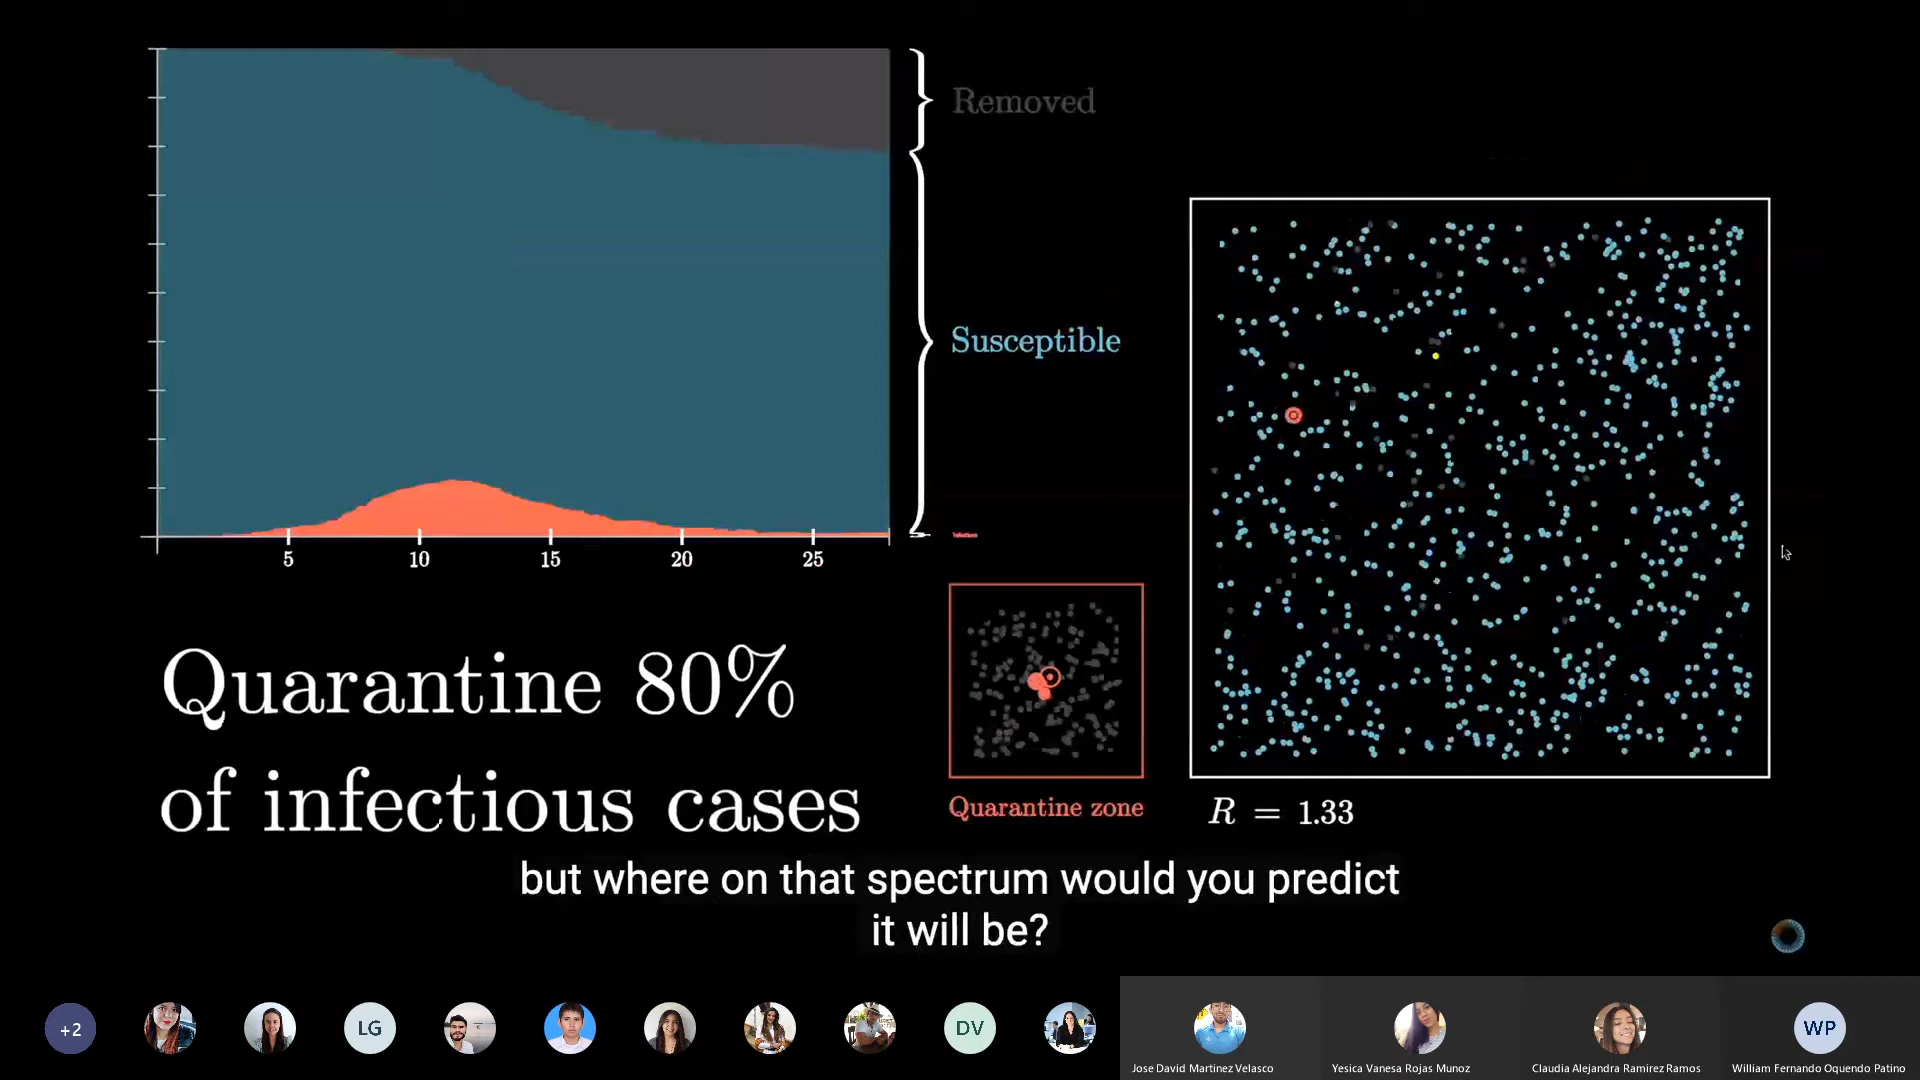 Removed
Susceptible
5 10 15 20 25
Quarantine 80%
of infectious cases
Quarantine zone
R = 1.33
but where on that spectrum would you predict
it will be?
+2
LG
DV
WP
Jose David Martinez Velasco
Yesica Vanesa Rojas Munoz
Claudia Alejandra Ramirez Ramos
William Fernando Oquendo Patino